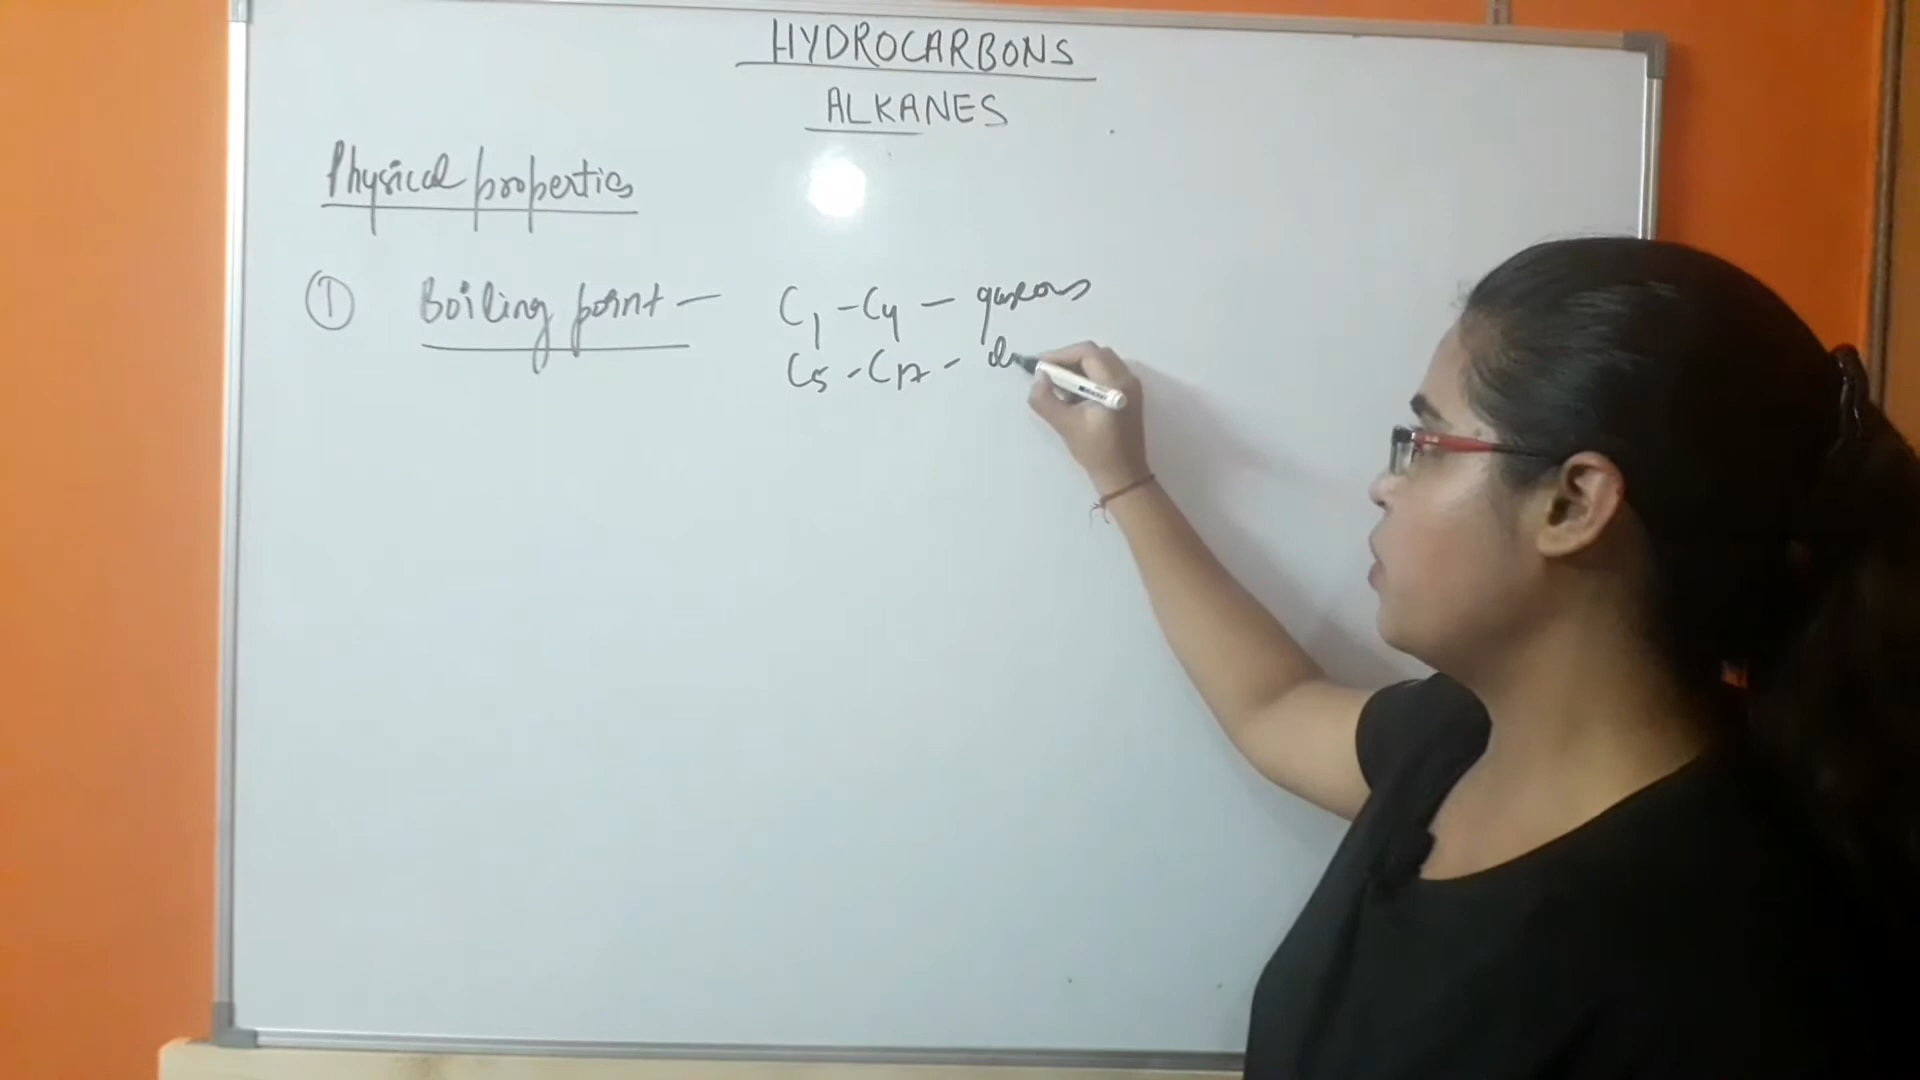 HYDROCARBONS
ALKANES
Physical properties
① Boiling point - C₁ - C₄ - gaseous
C₅ - C₁₇ -